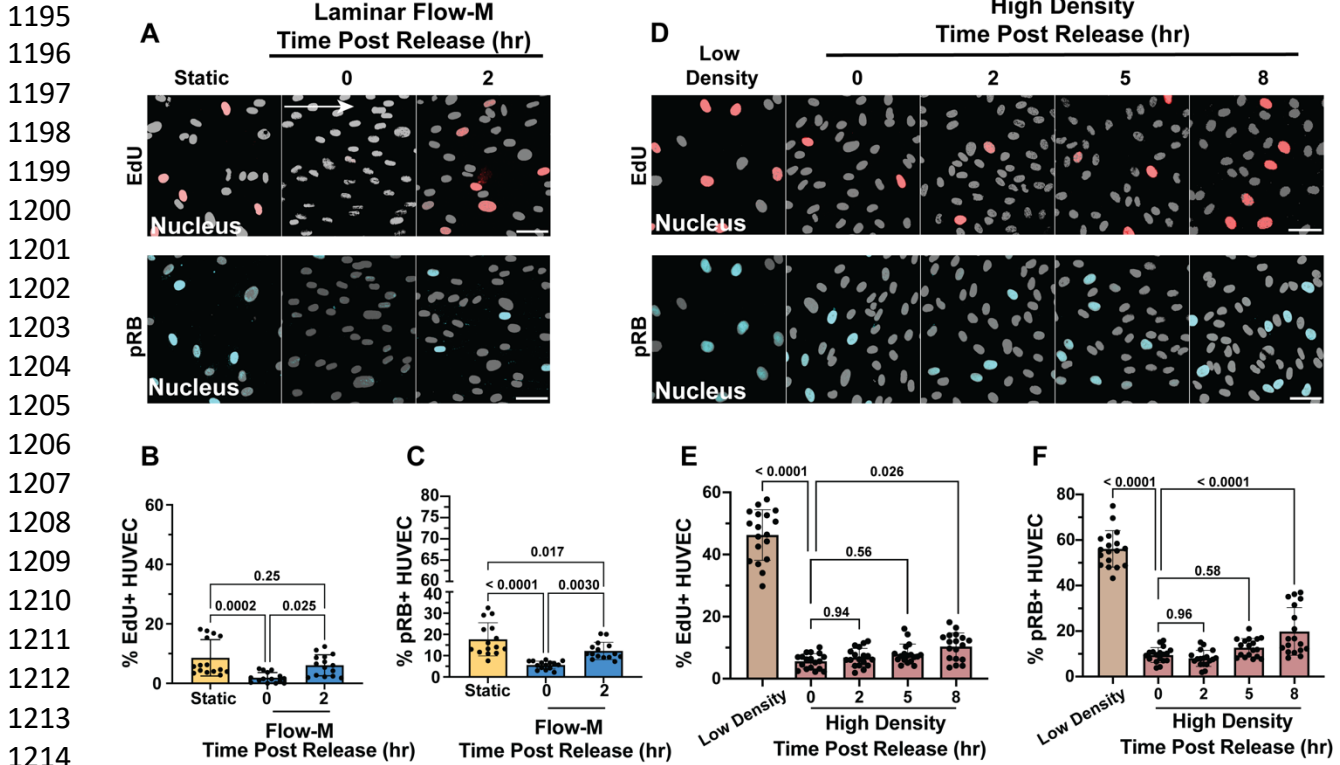 1195
1196
1197
1198
1199
1200
1201
1202
1203
1204
1205
1206
1207
1208
1209
1210
1211
1212
1213
1214
A
Laminar Flow-M
Time Post Release (hr)
Static
0
2
EdU
Nucleus
pRB
Nucleus
D
High Density
Time Post Release (hr)
Low
Density
0
2
5
8
EdU
Nucleus
pRB
Nucleus
B
% EdU+ HUVEC
60
40
20
0
0.25
0.0002
0.025
Static
0
2
Flow-M
Time Post Release (hr)
C
% pRB+ HUVEC
80
75
70
65
60
40
30
20
10
0
0.017
< 0.0001
0.0030
Static
0
2
Flow-M
Time Post Release (hr)
E
% EdU+ HUVEC
60
40
20
0
< 0.0001
0.026
0.56
0.94
Low Density
0
2
5
8
High Density
Time Post Release (hr)
F
% pRB+ HUVEC
80
60
40
20
0
< 0.0001
< 0.0001
0.58
0.96
Low Density
0
2
5
8
High Density
Time Post Release (hr)